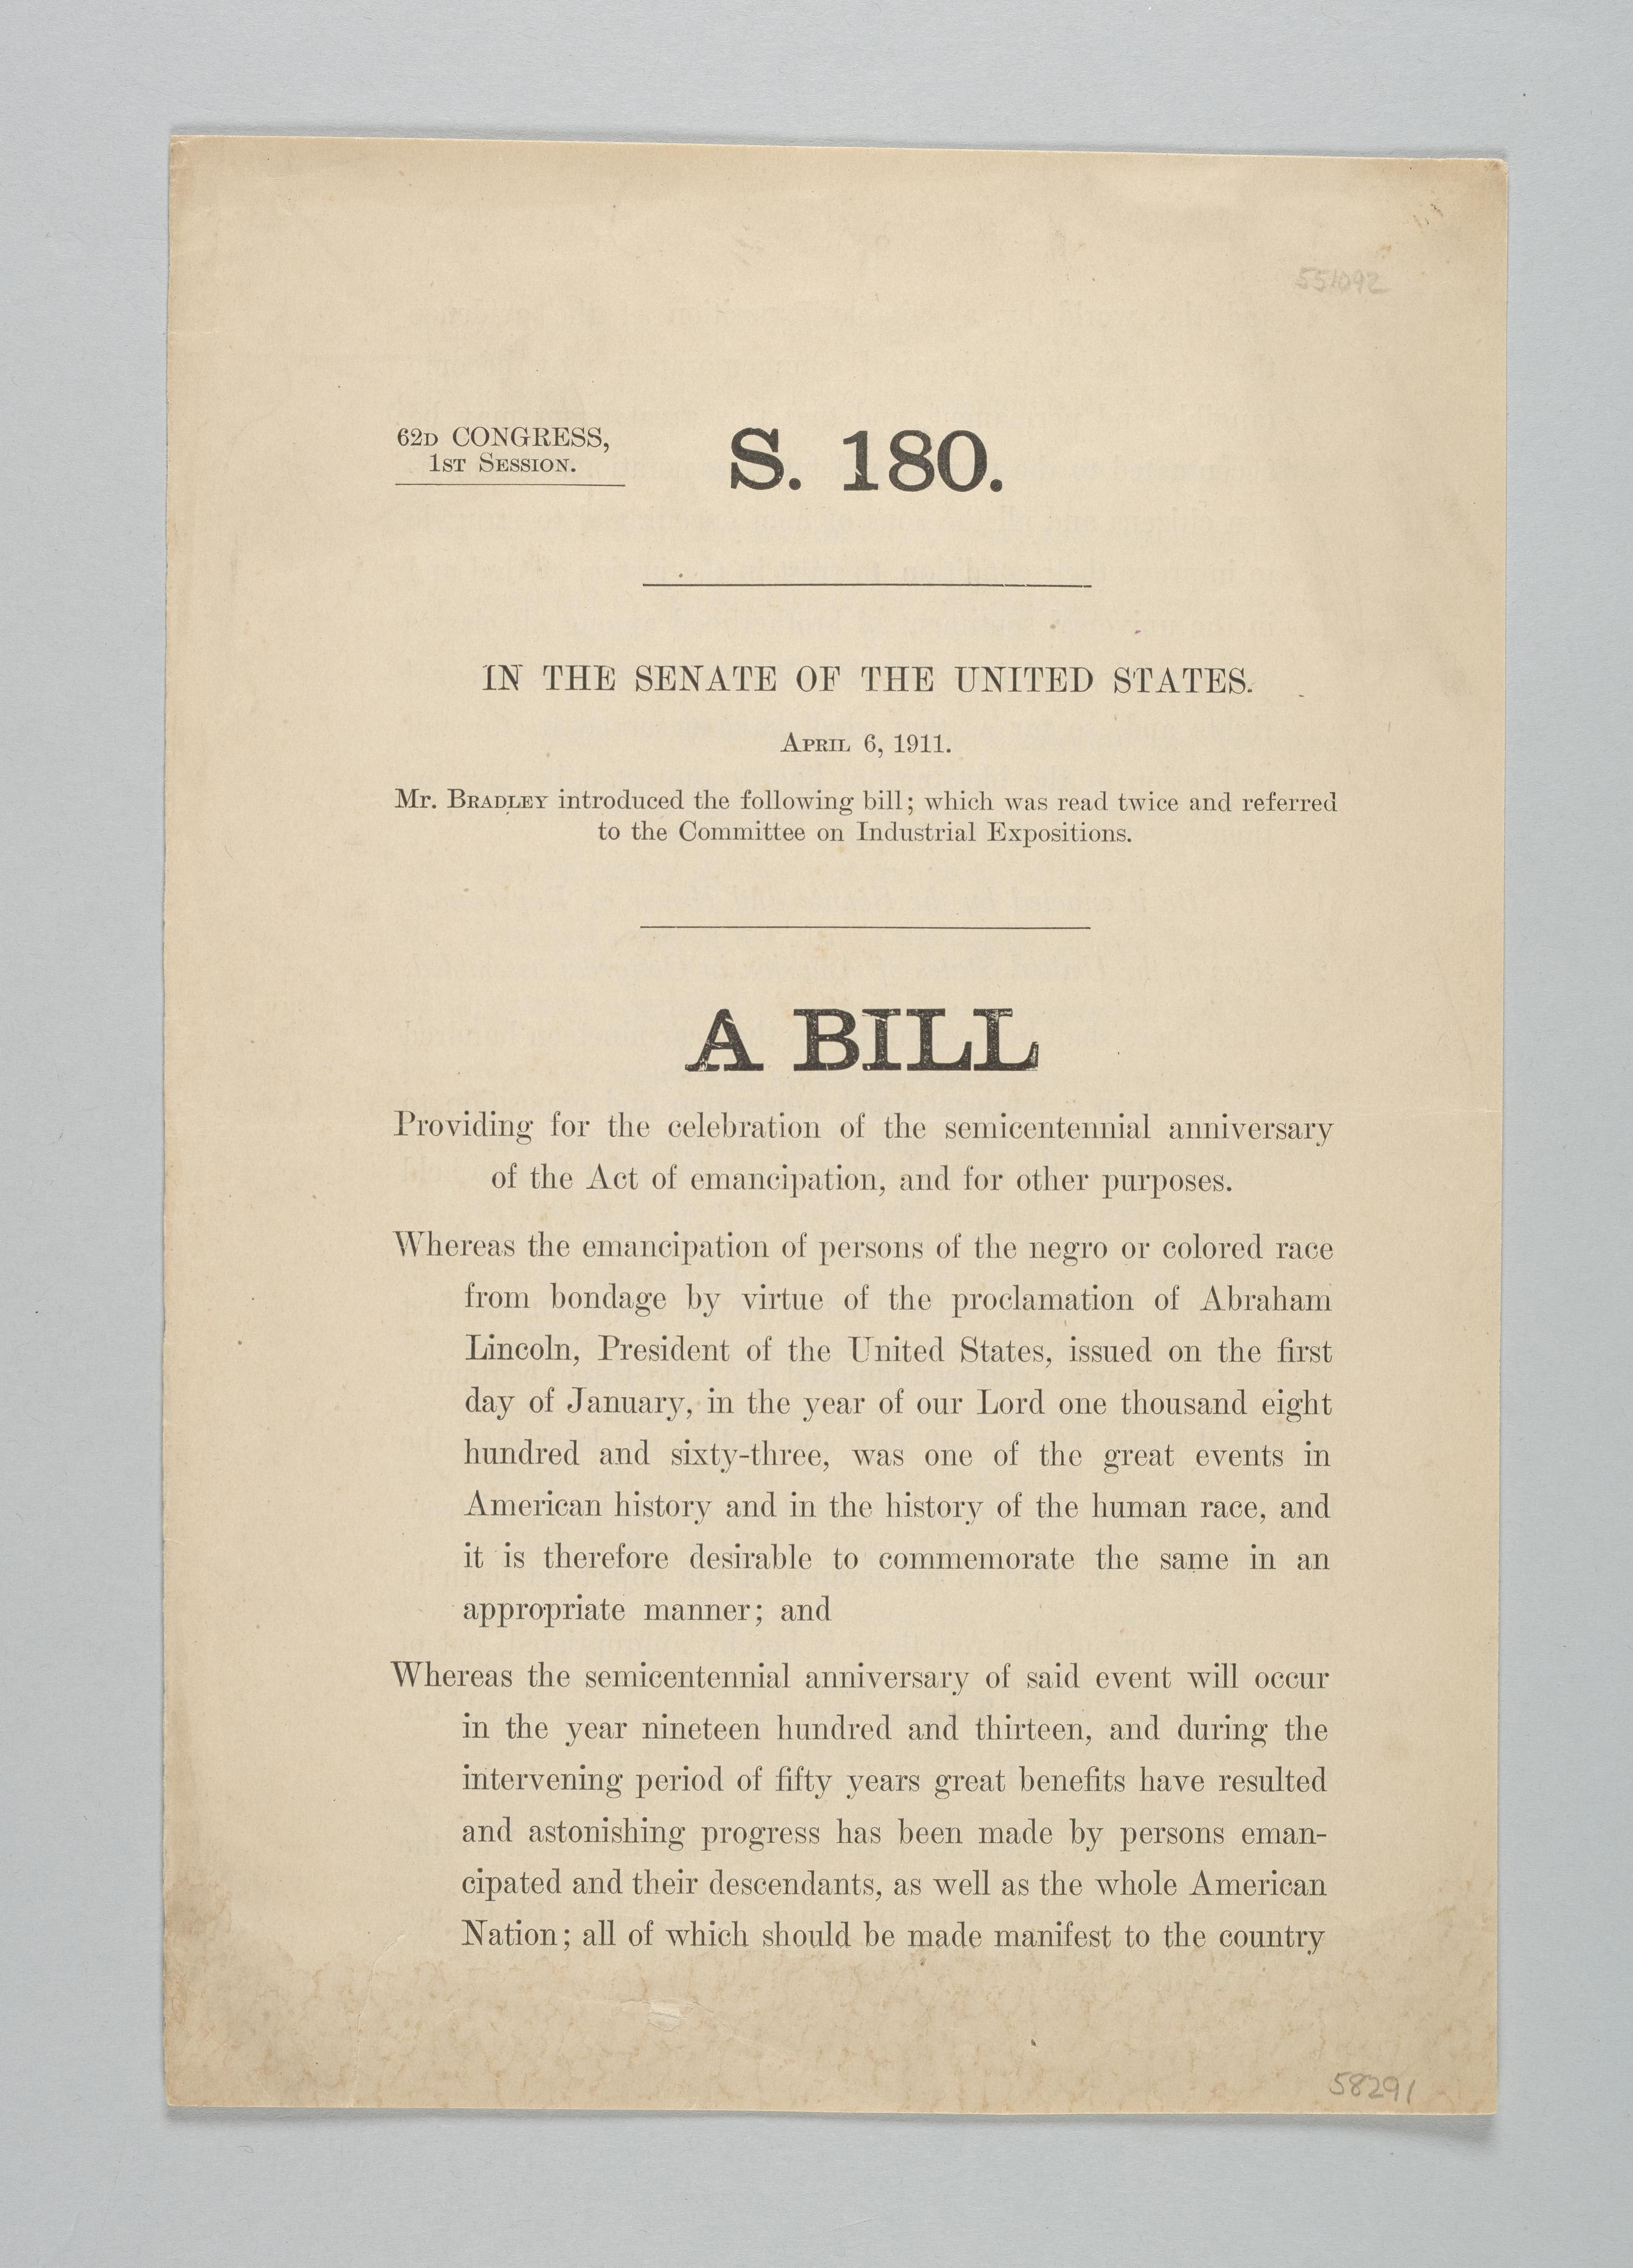 551092
62D CONGRESS,
1ST SESSION.
S. 180.
IN THE SENATE OF THE UNITED STATES.
APRIL 6, 1911.
Mr. BRADLEY introduced the following bill; which was read twice and referred
to the Committee on Industrial Expositions.
A BILL
Providing for the celebration of the semicentennial anniversary
of the Act of emancipation, and for other purposes.
Whereas the emancipation of persons of the negro or colored race
from bondage by virtue of the proclamation of Abraham
Lincoln, President of the United States, issued on the first
day of January, in the year of our Lord one thousand eight
hundred and sixty-three, was one of the great events in
American history and in the history of the human race, and
it is therefore desirable to commemorate the same in an
appropriate manner; and
Whereas the semicentennial anniversary of said event will occur
in the year nineteen hundred and thirteen, and during the
intervening period of fifty years great benefits have resulted
and astonishing progress has been made by persons eman-
cipated and their descendants, as well as the whole American
Nation; all of which should be made manifest to the country
58291